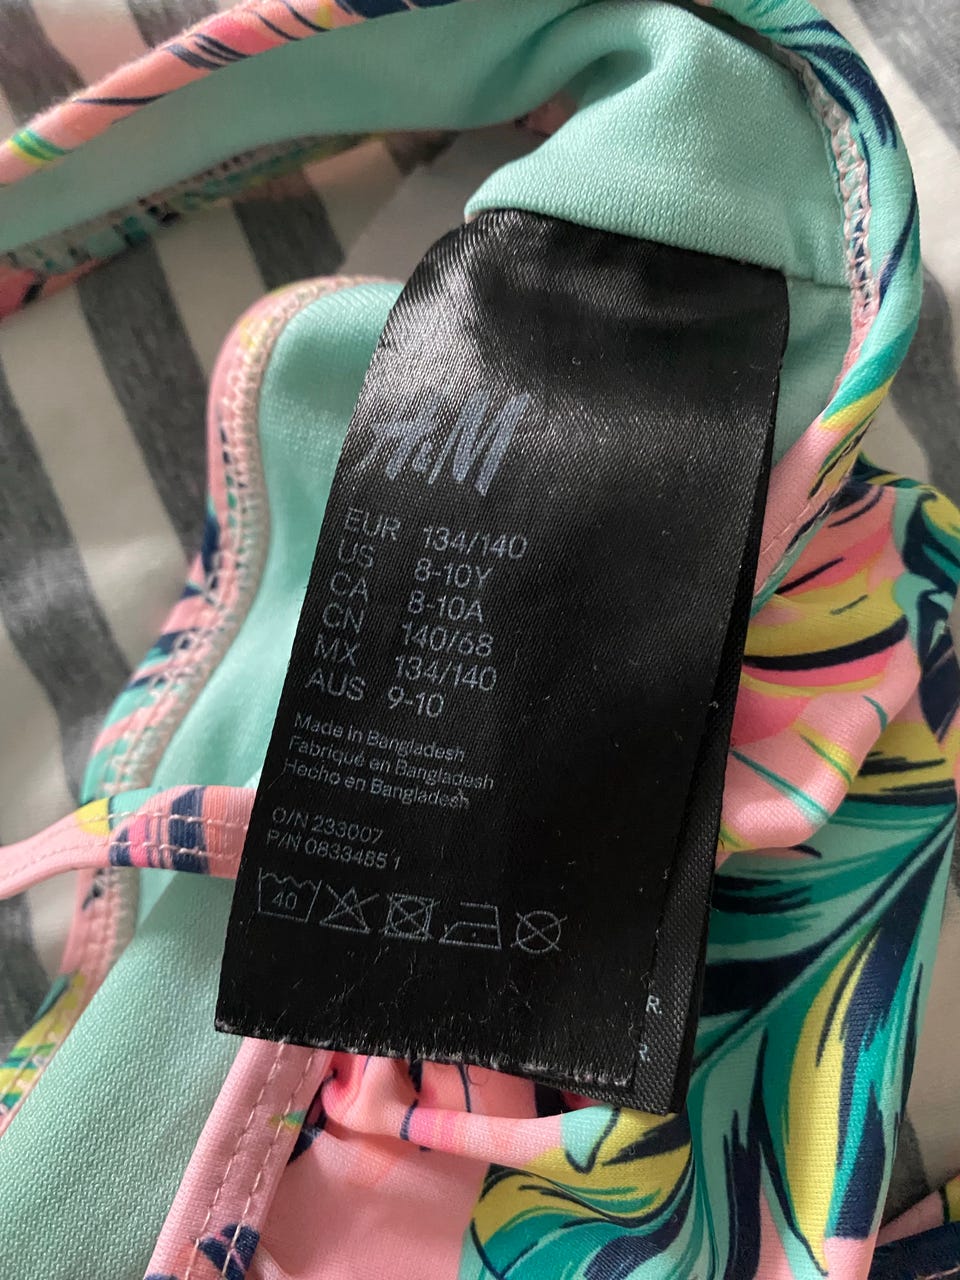 H&M
EUR 134/140
US 8-10Y
CA 8-10A
CN 140/68
MX 134/140
AUS 9-10
Made in Bangladesh
Fabriqué en Bangladesh
Hecho en Bangladesh
O/N 233007
P/N 0833485 1
40
R.